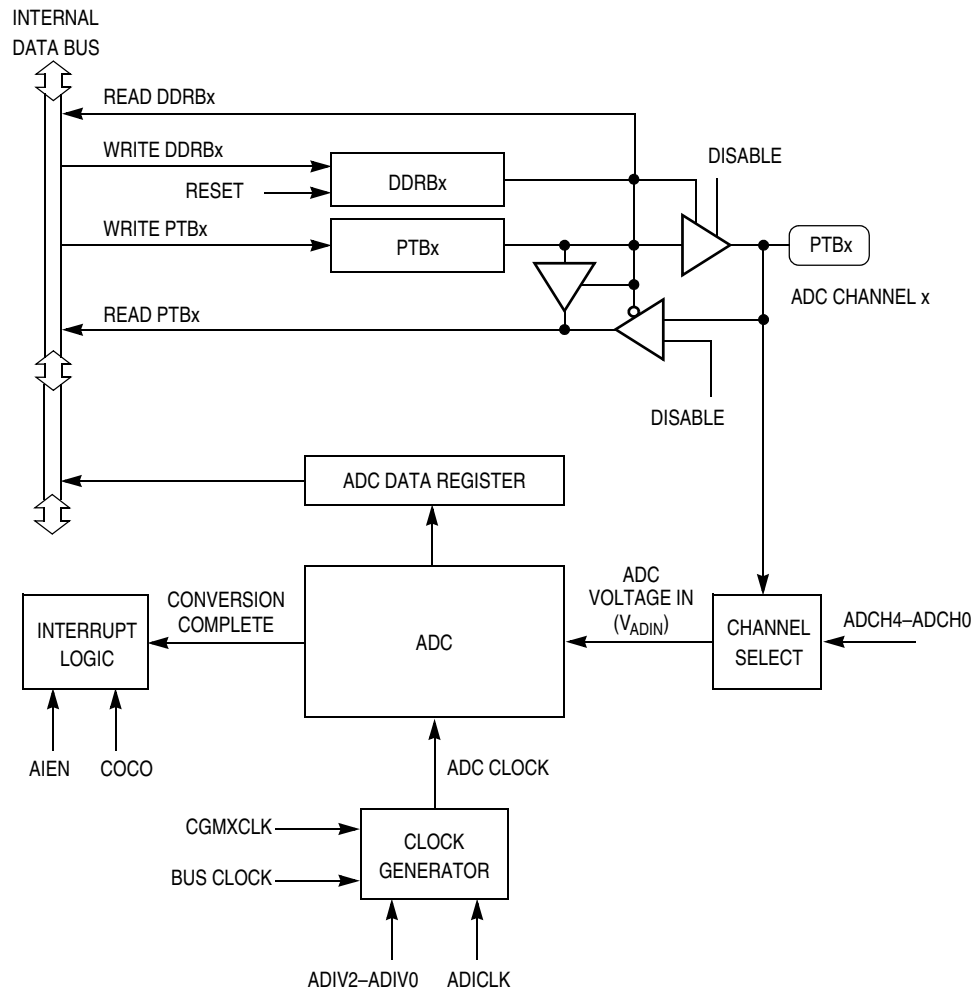 INTERNAL
DATA BUS
READ DDRBx
WRITE DDRBx
DISABLE
DDRBx
RESET
WRITE PTBx
PTBx
PTBx
ADC CHANNEL x
READ PTBx
DISABLE
ADC DATA REGISTER
INTERRUPT
LOGIC
CONVERSION
COMPLETE
ADC
ADC
VOLTAGE IN
(VADIN)
CHANNEL
SELECT
ADCH4–ADCH0
AIEN
COCO
ADC CLOCK
CGMXCLK
CLOCK
GENERATOR
BUS CLOCK
ADIV2–ADIV0
ADICLK